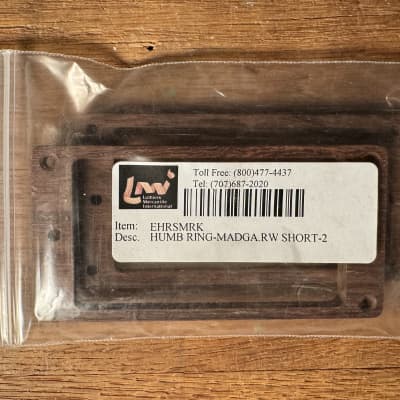 LMI
Luthiers
Mercantile
International
Toll Free: (800)477-4437
Tel: (707)687-2020
Item: EHRSMRK
Desc. HUMB RING-MADGA.RW SHORT-2